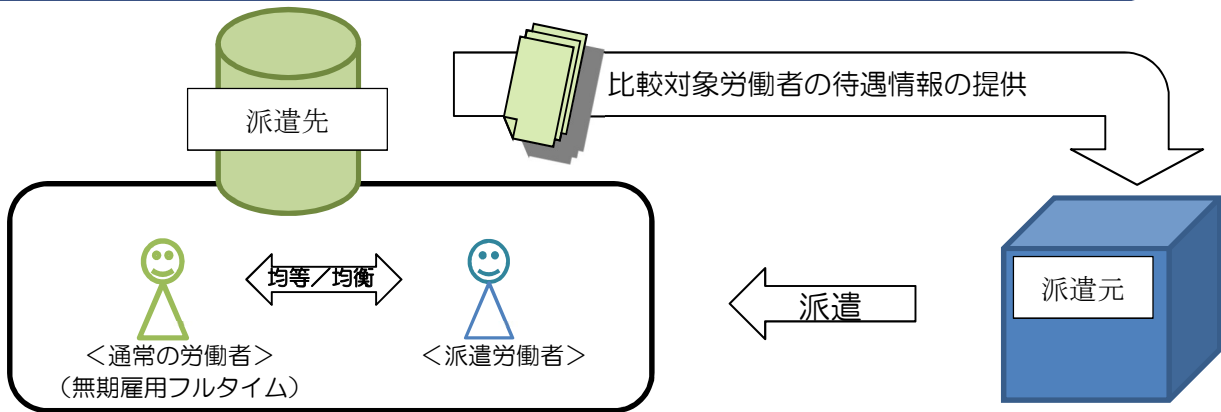 比較対象労働者の待遇情報の提供
派遣先
均等／均衡
派遣
派遣元
＜通常の労働者＞
（無期雇用フルタイム）
＜派遣労働者＞